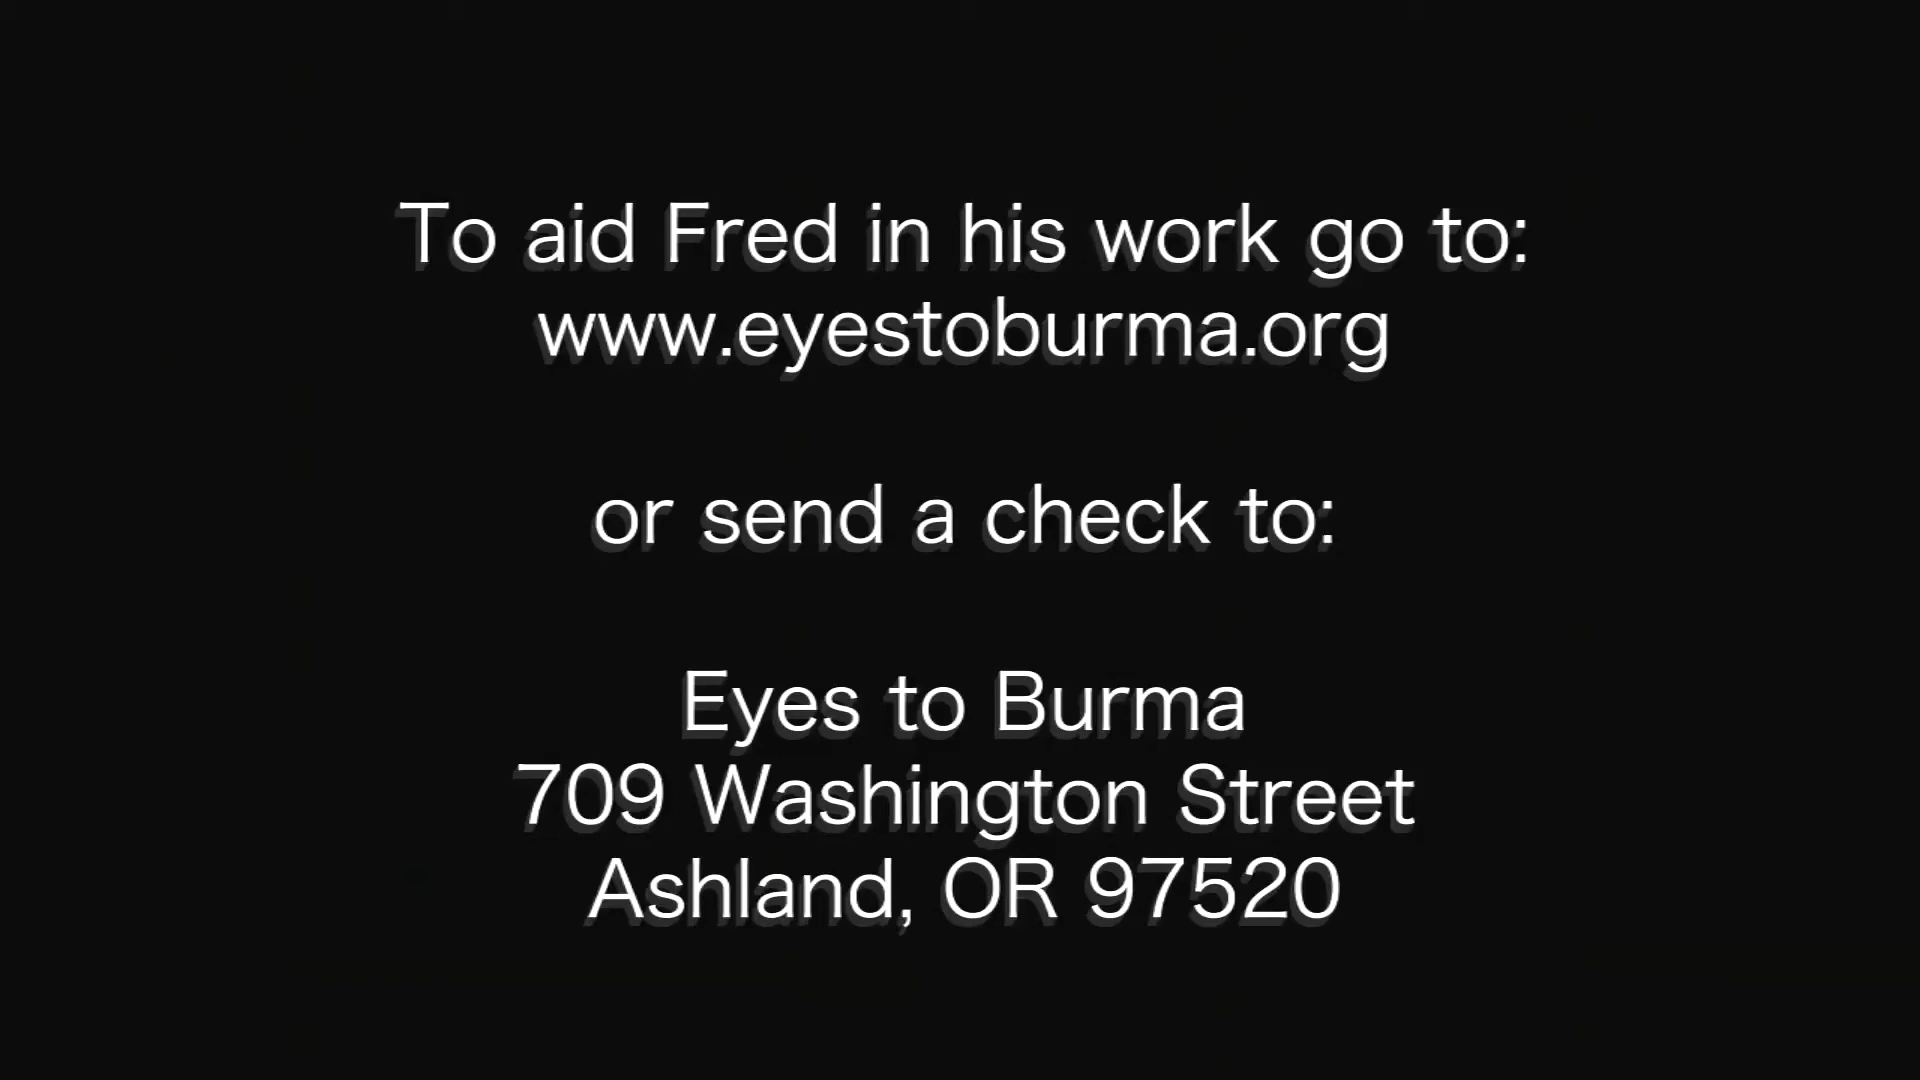 To aid Fred in his work go to:
www.eyestoburma.org
or send a check to:
Eyes to Burma
709 Washington Street
Ashland, OR 97520